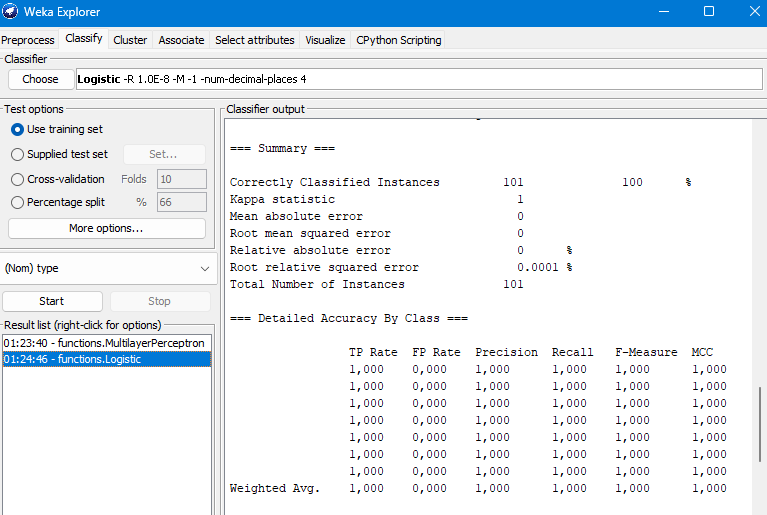 Weka Explorer
Preprocess Classify Cluster Associate Select attributes Visualize CPython Scripting
Classifier
Choose Logistic -R 1.0E-8 -M -1 -num-decimal-places 4
Test options
Use training set
Supplied test set Set...
Cross-validation Folds 10
Percentage split % 66
More options...
(Nom) type
Start Stop
Result list (right-click for options)
01:23:40 - functions.MultilayerPerceptron
01:24:46 - functions.Logistic
Classifier output
=== Summary ===
Correctly Classified Instances 101 100 %
Kappa statistic 1
Mean absolute error 0
Root mean squared error 0
Relative absolute error 0 %
Root relative squared error 0.0001 %
Total Number of Instances 101
=== Detailed Accuracy By Class ===
TP Rate FP Rate Precision Recall F-Measure MCC
1,000 0,000 1,000 1,000 1,000 1,000
1,000 0,000 1,000 1,000 1,000 1,000
1,000 0,000 1,000 1,000 1,000 1,000
1,000 0,000 1,000 1,000 1,000 1,000
1,000 0,000 1,000 1,000 1,000 1,000
1,000 0,000 1,000 1,000 1,000 1,000
1,000 0,000 1,000 1,000 1,000 1,000
Weighted Avg. 1,000 0,000 1,000 1,000 1,000 1,000